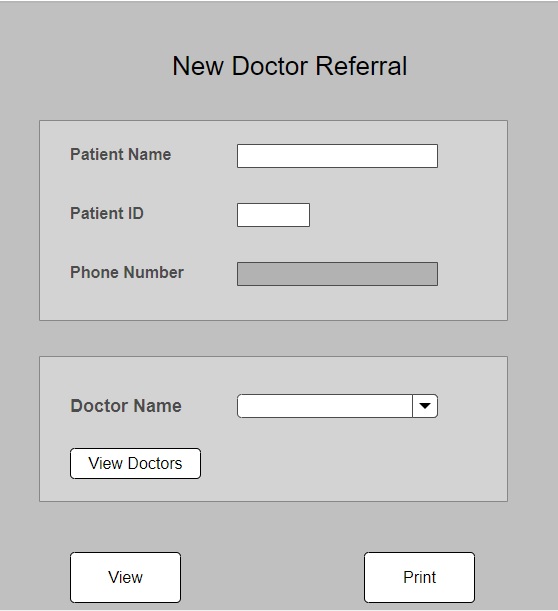 New Doctor Referral
Patient Name
Patient ID
Phone Number
Doctor Name
View Doctors
View
Print